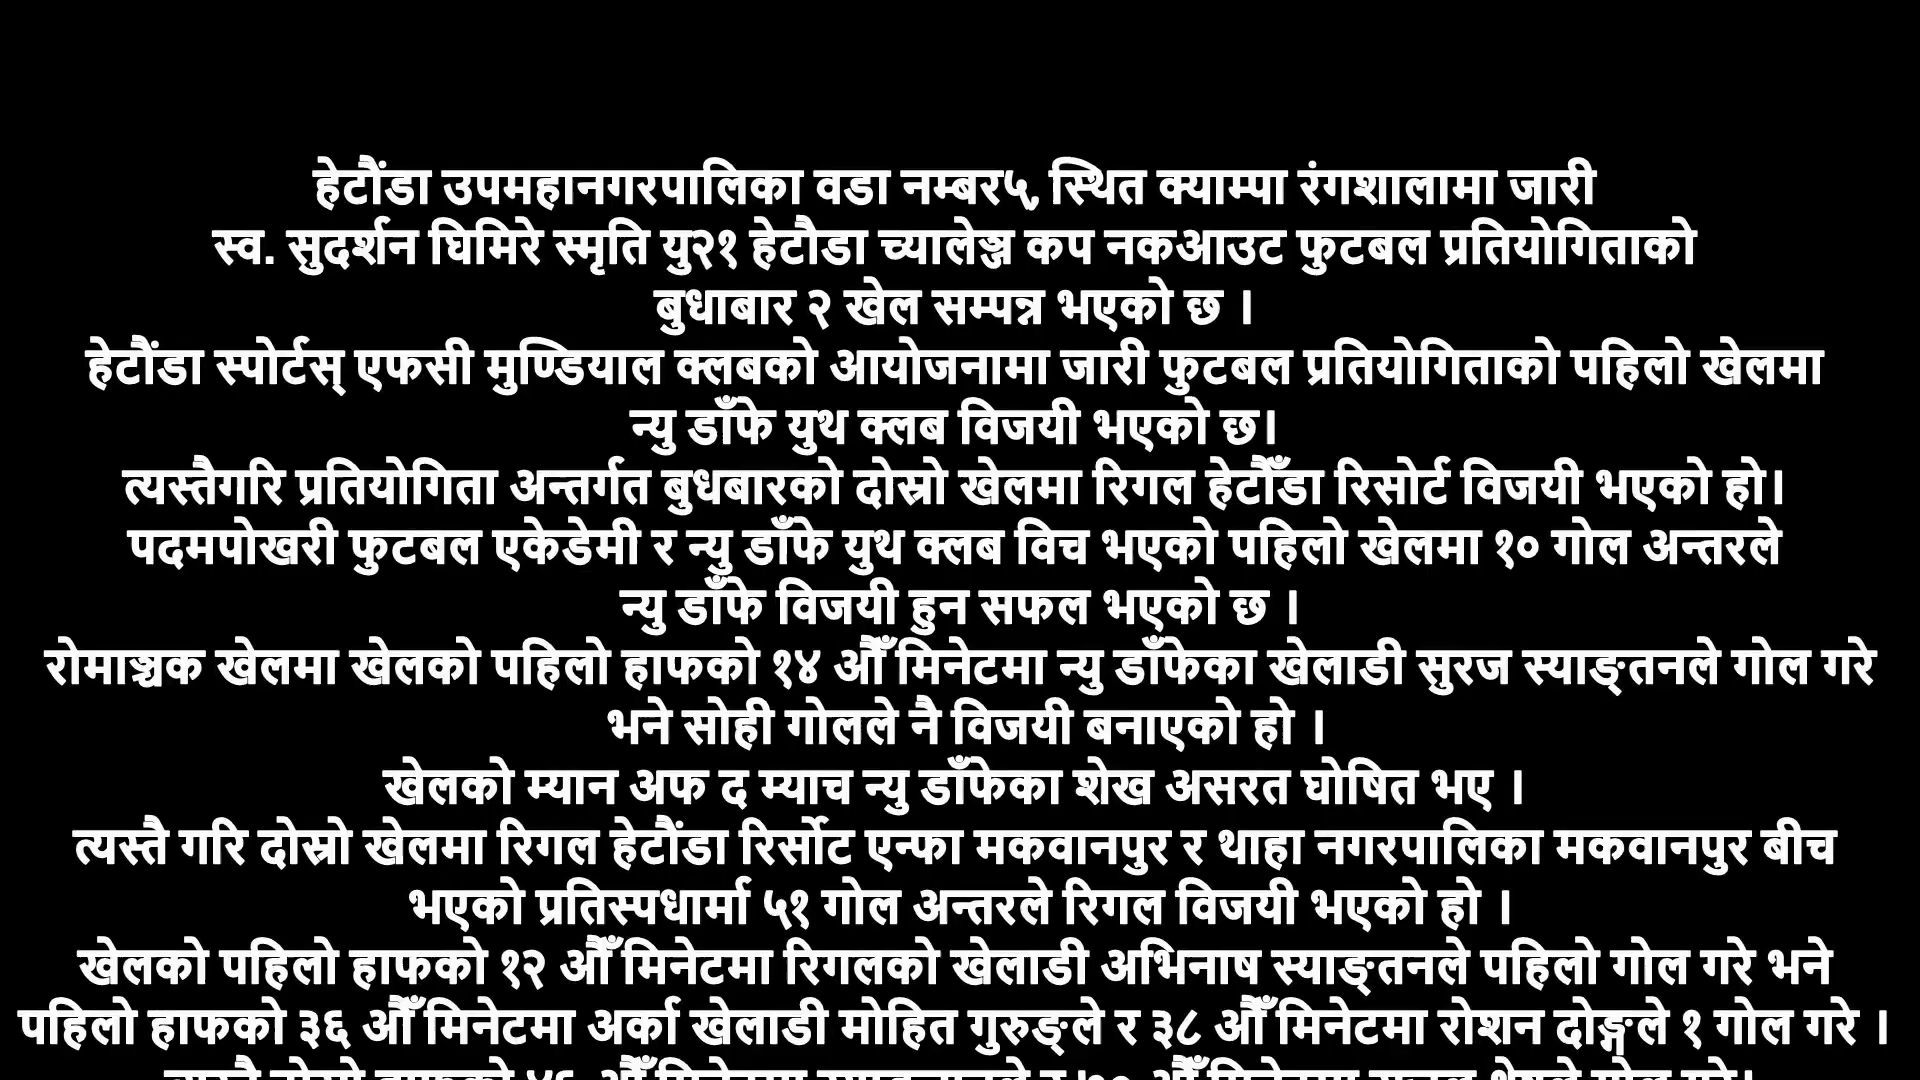 हेटौंडा उपमहानगरपालिका वडा नम्बर५, स्थित क्याम्पा रंगशालामा जारी
स्व. सुदर्शन घिमिरे स्मृति यु२१ हेटौडा च्यालेञ्ज कप नकआउट फुटबल प्रतियोगिताको
बुधाबार २ खेल सम्पन्न भएको छ ।
हेटौंडा स्पोर्टस् एफसी मुण्डियाल क्लबको आयोजनामा जारी फुटबल प्रतियोगिताको पहिलो खेलमा
न्यु डाँफे युथ क्लब विजयी भएको छ।
त्यस्तैगरि प्रतियोगिता अन्तर्गत बुधबारको दोस्रो खेलमा रिगल हेटौँडा रिसोर्ट विजयी भएको हो।
पदमपोखरी फुटबल एकेडेमी र न्यु डाँफे युथ क्लब विच भएको पहिलो खेलमा १० गोल अन्तरले
न्यु डाँफे विजयी हुन सफल भएको छ ।
रोमाञ्चक खेलमा खेलको पहिलो हाफको १४ औँ मिनेटमा न्यु डाँफेका खेलाडी सुरज स्याङ्तनले गोल गरे
भने सोही गोलले नै विजयी बनाएको हो ।
खेलको म्यान अफ द म्याच न्यु डाँफेका शेख असरत घोषित भए ।
त्यस्तै गरि दोस्रो खेलमा रिगल हेटौंडा रिर्सोट एन्फा मकवानपुर र थाहा नगरपालिका मकवानपुर बीच
भएको प्रतिस्पधार्मा ५१ गोल अन्तरले रिगल विजयी भएको हो ।
खेलको पहिलो हाफको १२ औँ मिनेटमा रिगलको खेलाडी अभिनाष स्याङ्तनले पहिलो गोल गरे भने
पहिलो हाफको ३६ औँ मिनेटमा अर्का खेलाडी मोहित गुरुङ्ले र ३८ औँ मिनेटमा रोशन दोङ्गले १ गोल गरे ।